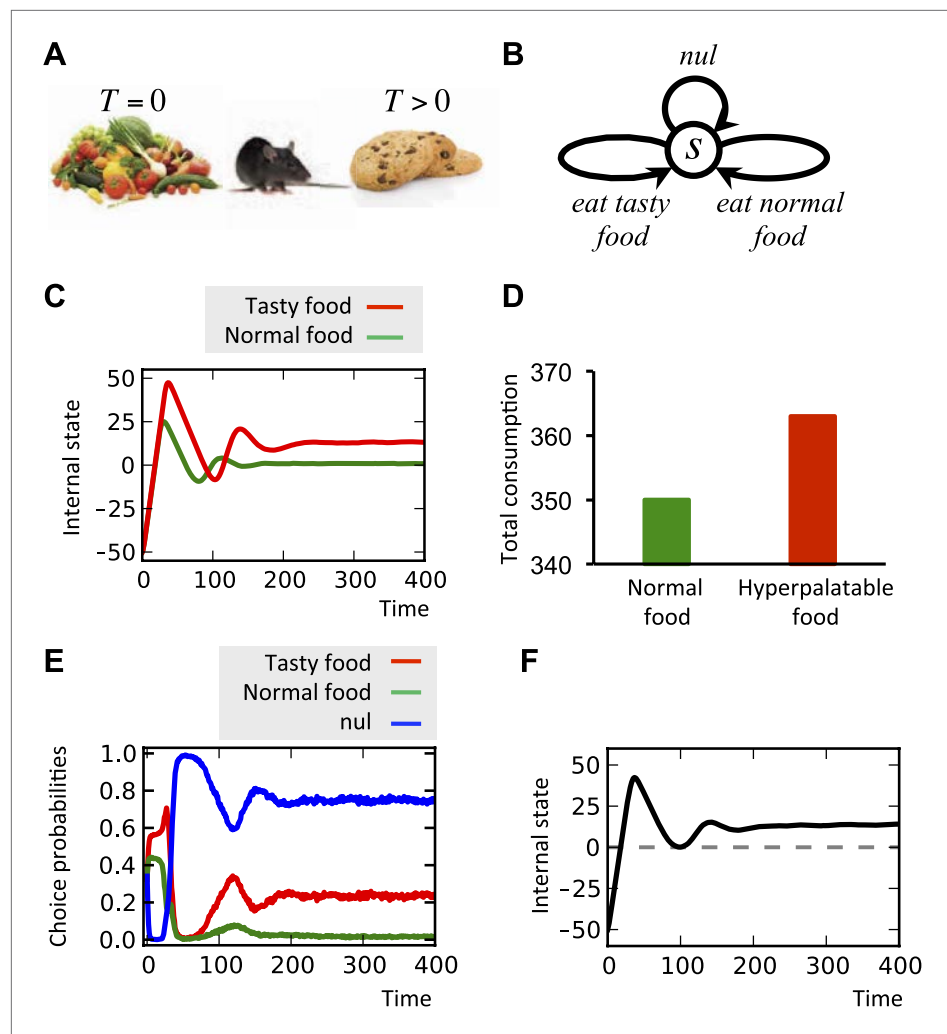 A
T = 0
T > 0
B
nul
s
eat tasty
food
eat normal
food
C
Tasty food
Normal food
Internal state
50
25
0
−25
−50
0 100 200 300 400
Time
D
Total consumption
370
360
350
340
Normal
food
Hyperpalatable
food
E
Tasty food
Normal food
nul
Choice probabilities
1.0
0.8
0.6
0.4
0.2
0.0
0 100 200 300 400
Time
F
Internal state
50
25
0
−25
−50
0 100 200 300 400
Time